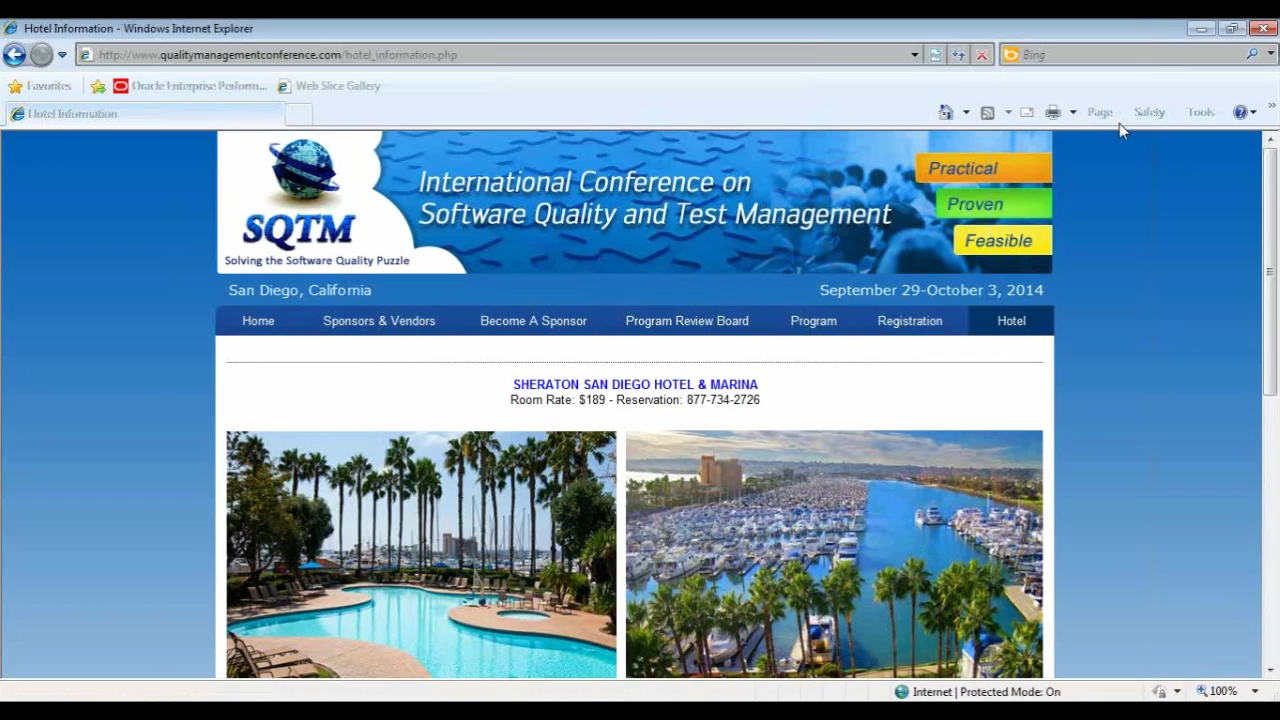 Hotel Information - Windows Internet Explorer
http://www.qualitymanagementconference.com/hotel_information.php
Bing
Favorites
Oracle Enterprise Perform...
Web Slice Gallery
Hotel Information
Page
Safety
Tools
SQTM
Solving the Software Quality Puzzle
International Conference on
Software Quality and Test Management
Practical
Proven
Feasible
San Diego, California
September 29-October 3, 2014
Home Sponsors & Vendors Become A Sponsor Program Review Board Program Registration Hotel
SHERATON SAN DIEGO HOTEL & MARINA
Room Rate: $189 - Reservation: 877-734-2726
Internet | Protected Mode: On
100%